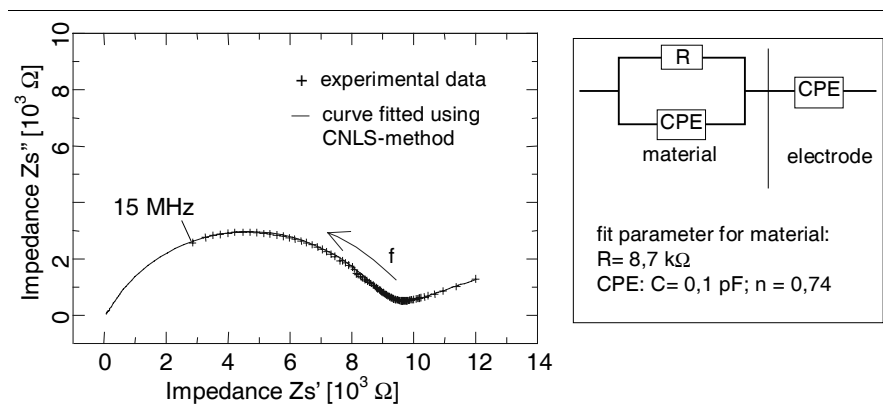 Impedance Zs" [10³ Ω]
10
8
6
4
2
0
+ experimental data
— curve fitted using
CNLS-method
15 MHz
f
0 2 4 6 8 10 12 14
Impedance Zs' [10³ Ω]
R
CPE
CPE
material
electrode
fit parameter for material:
R= 8,7 kΩ
CPE: C= 0,1 pF; n = 0,74